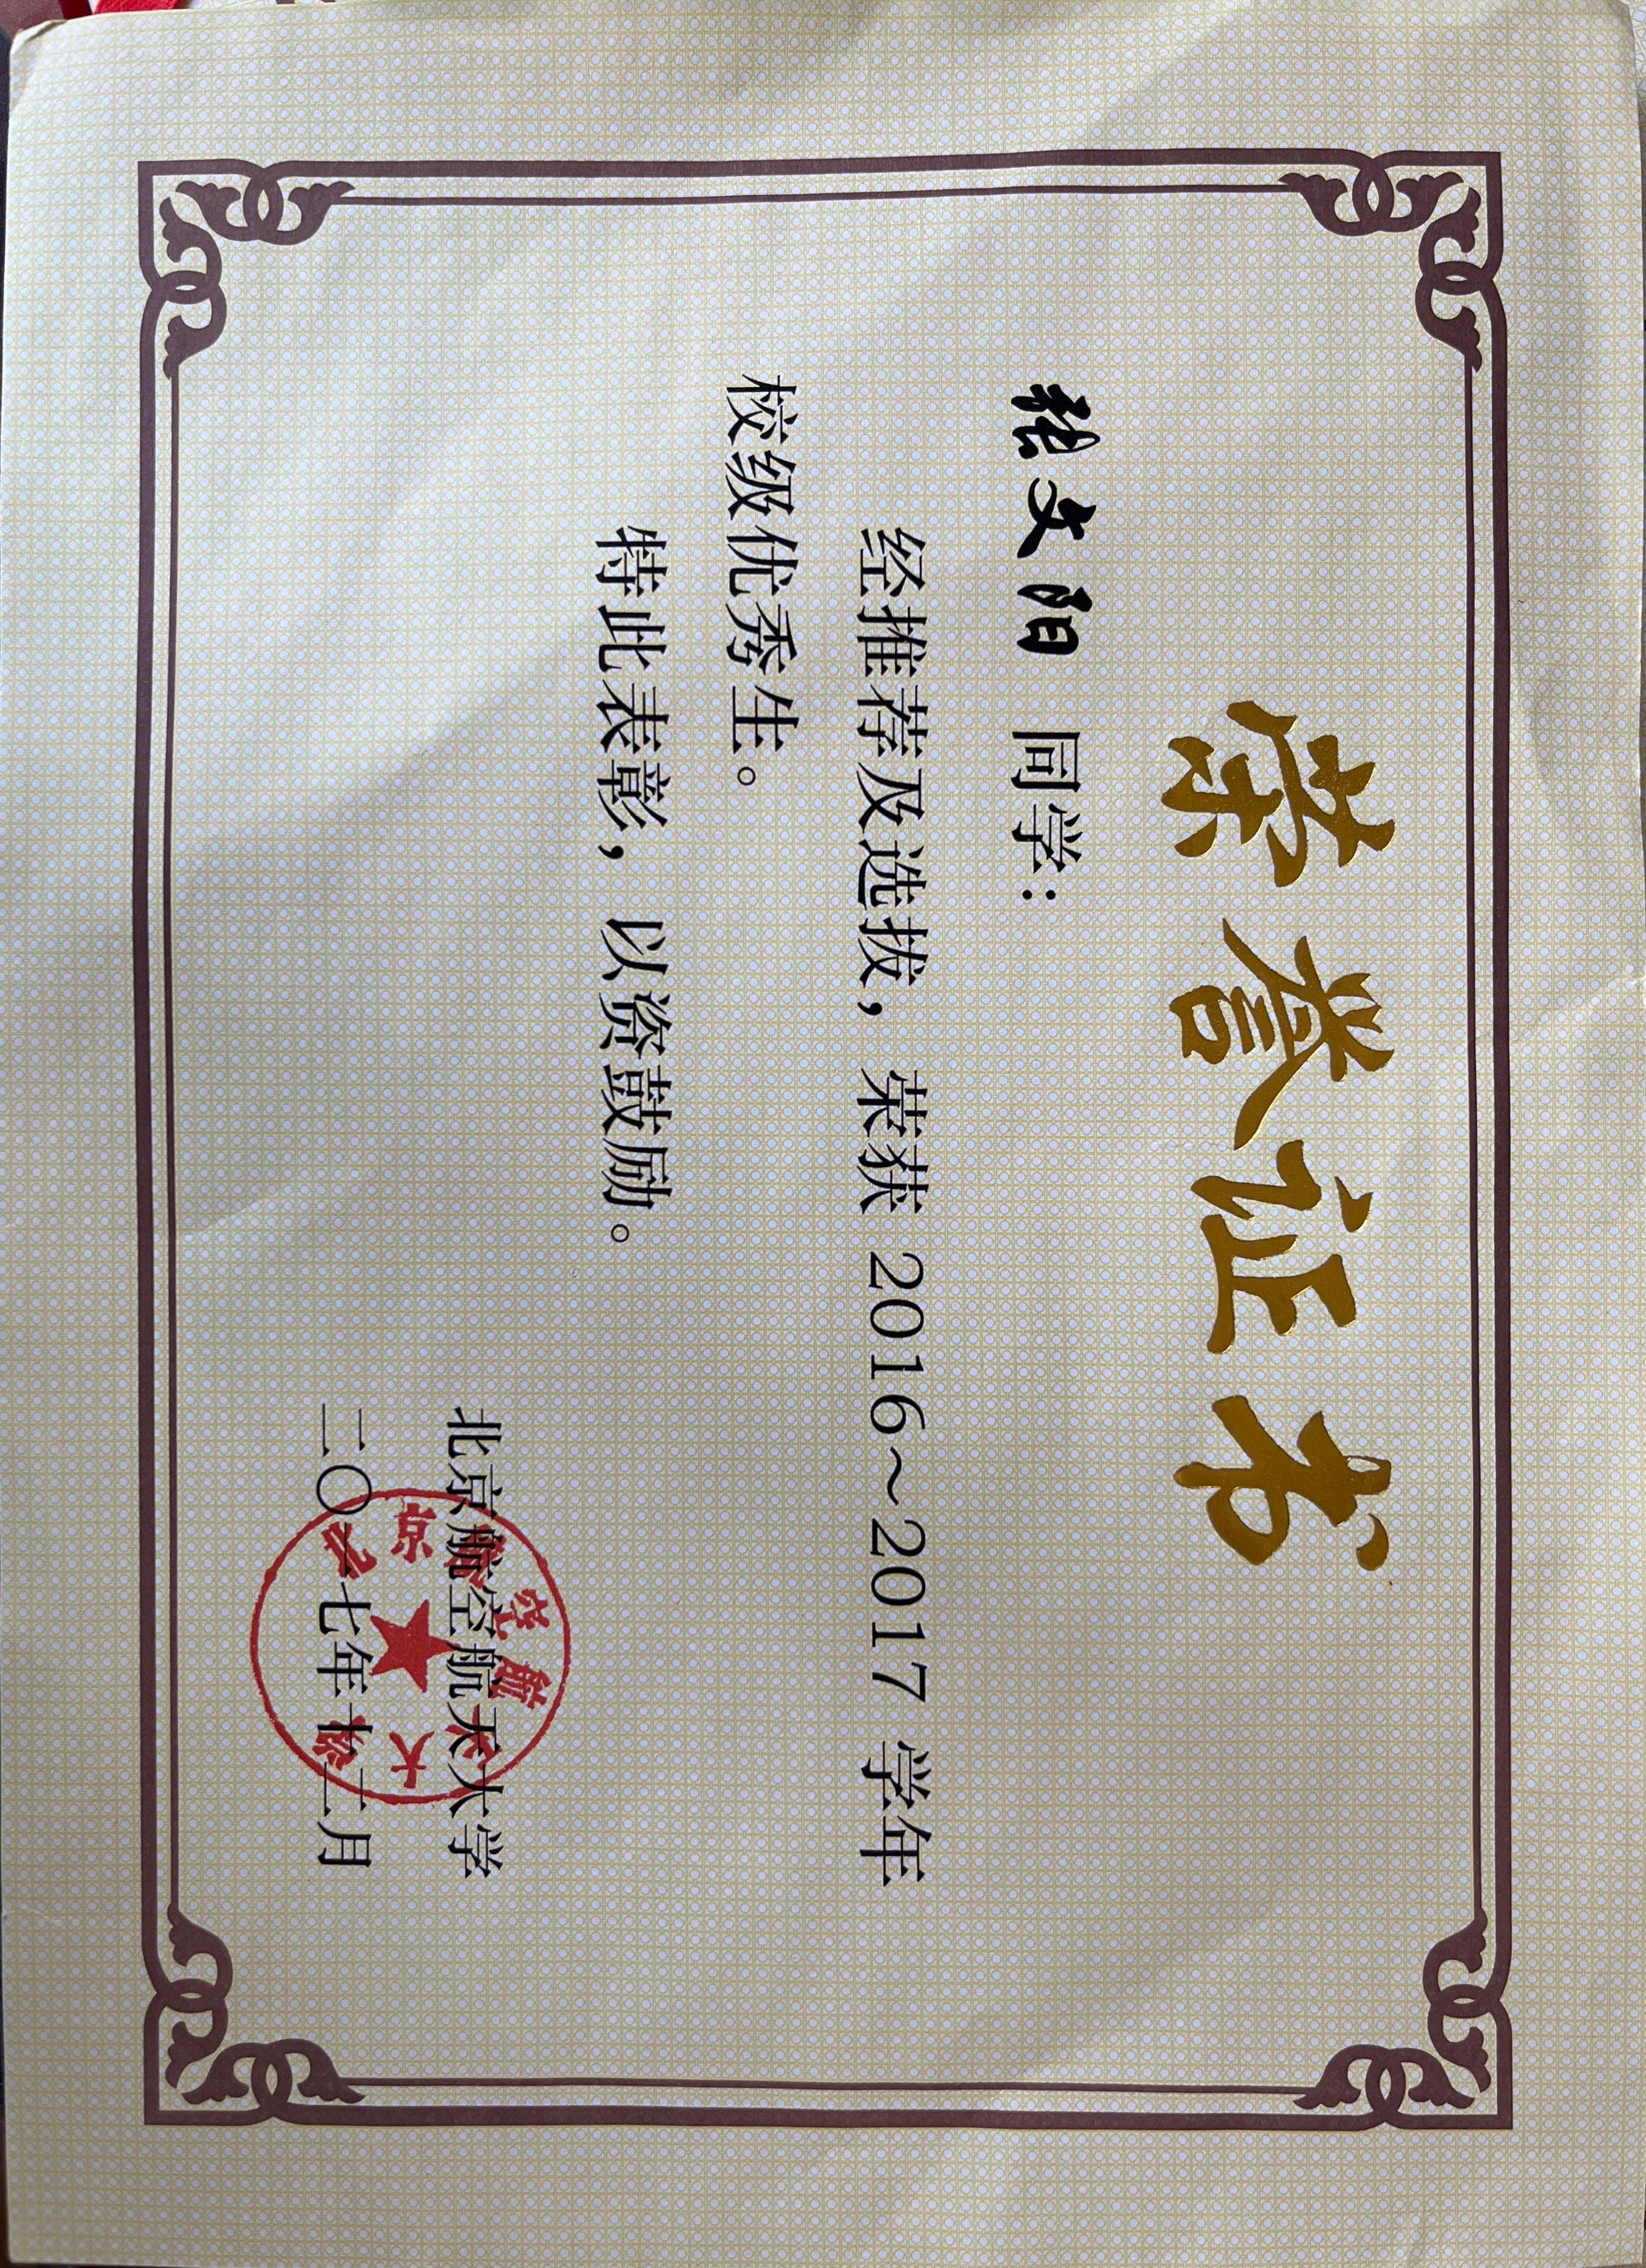 荣誉证书
张文阳 同学：
经推荐及选拔，荣获 2016～2017 学年
校级优秀生。
特此表彰，以资鼓励。
北京航空航天大学
二〇一七年十二月
北京航空航天大学